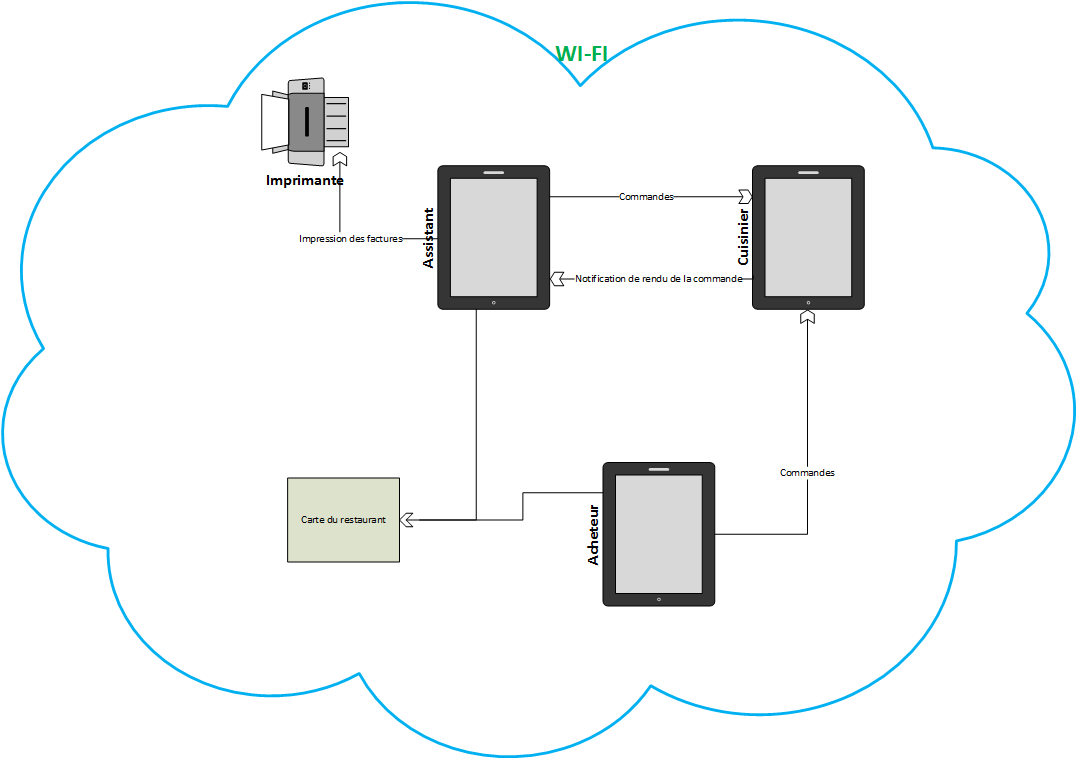 WI-FI
Imprimante
Assistant
Commandes
Cuisinier
Impression des factures
Notification de rendu de la commande
Commandes
Carte du restaurant
Acheteur